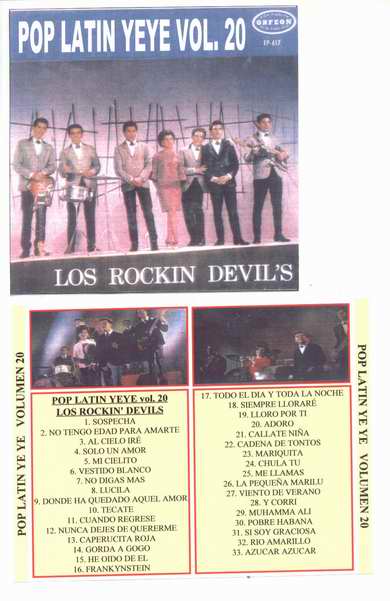 POP LATIN YEYE VOL. 20
ORFEON
EP-417
LOS ROCKIN DEVIL'S
POP LATIN YE YE VOLUMEN 20
POP LATIN YEYE vol. 20
LOS ROCKIN' DEVILS
1. SOSPECHA
2. NO TENGO EDAD PARA AMARTE
3. AL CIELO IRÉ
4. SOLO UN AMOR
5. MI CIELITO
6. VESTIDO BLANCO
7. NO DIGAS MAS
8. LUCILA
9. DONDE HA QUEDADO AQUEL AMOR
10. TECATE
11. CUANDO REGRESE
12. NUNCA DEJES DE QUERERME
13. CAPERUCITA ROJA
14. GORDA A GOGO
15. HE OIDO DE EL
16. FRANKYNSTEIN
17. TODO EL DIA Y TODA LA NOCHE
18. SIEMPRE LLORARÉ
19. LLORO POR TI
20. ADORO
21. CALLATE NIÑA
22. CADENA DE TONTOS
23. MARIQUITA
24. CHULA TU
25. ME LLAMAS
26. LA PEQUEÑA MARILU
27. VIENTO DE VERANO
28. Y CORRI
29. MUHAMMA ALI
30. POBRE HABANA
31. SI SOY GRACIOSA
32. RIO AMARILLO
33. AZUCAR AZUCAR
POP LATIN YE YE VOLUMEN 20